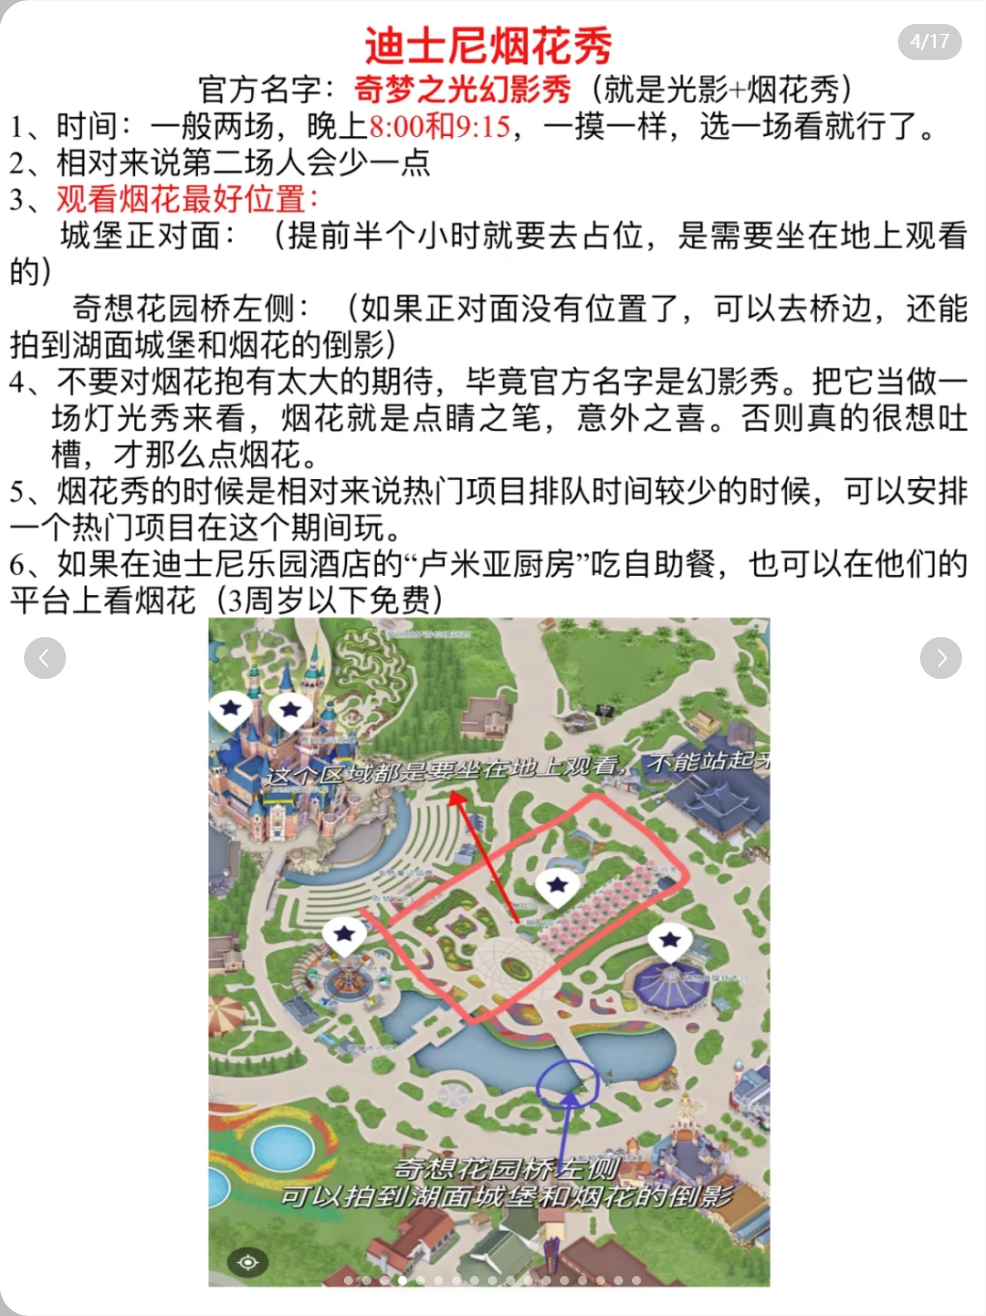 迪士尼烟花秀
4/17
官方名字：奇梦之光幻影秀（就是光影+烟花秀）
1、时间：一般两场，晚上8:00和9:15，一摸一样，选一场看就行了。
2、相对来说第二场人会少一点
3、观看烟花最好位置：
城堡正对面：（提前半个小时就要去占位，是需要坐在地上观看
的）
奇想花园桥左侧：（如果正对面没有位置了，可以去桥边，还能
拍到湖面城堡和烟花的倒影）
4、不要对烟花抱有太大的期待，毕竟官方名字是幻影秀。把它当做一
场灯光秀来看，烟花就是点睛之笔，意外之喜。否则真的很想吐
槽，才那么点烟花。
5、烟花秀的时候是相对来说热门项目排队时间较少的时候，可以安排
一个热门项目在这个期间玩。
6、如果在迪士尼乐园酒店的“卢米亚厨房”吃自助餐，也可以在他们的
平台上看烟花（3周岁以下免费）
这个区域都是要坐在地上观看，不能站起来
奇想花园桥左侧
可以拍到湖面城堡和烟花的倒影